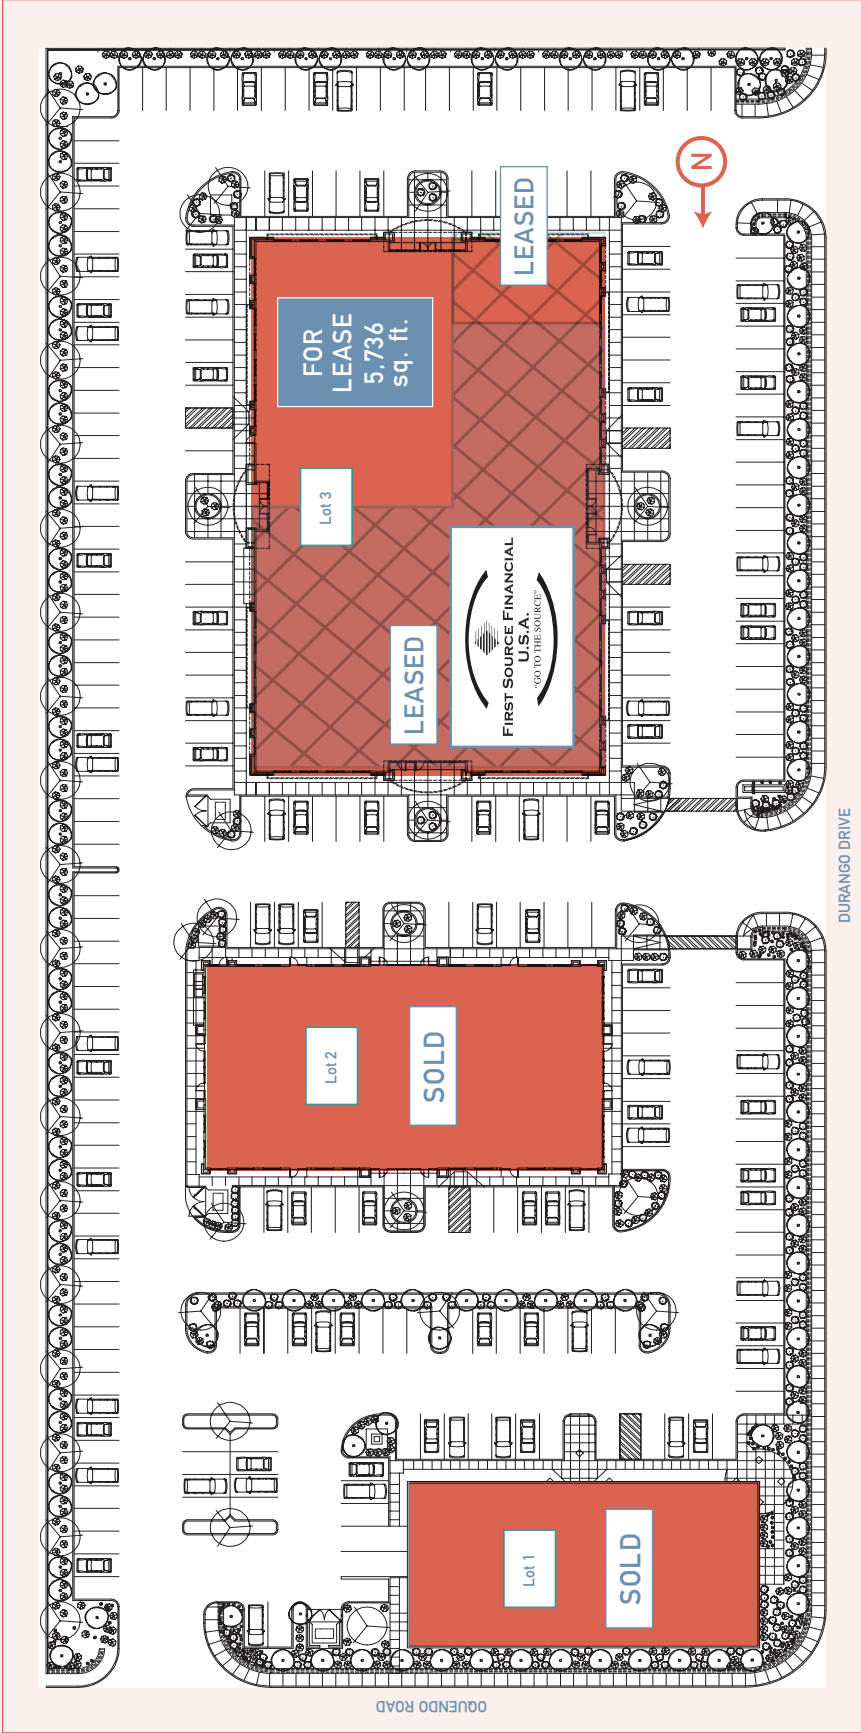 N
LEASED
FOR
LEASE
5,736
sq. ft.
Lot 3
LEASED
FIRST SOURCE FINANCIAL
U.S.A.
"GO TO THE SOURCE"
DURANGO DRIVE
Lot 2
SOLD
Lot 1
SOLD
OQUENDO ROAD